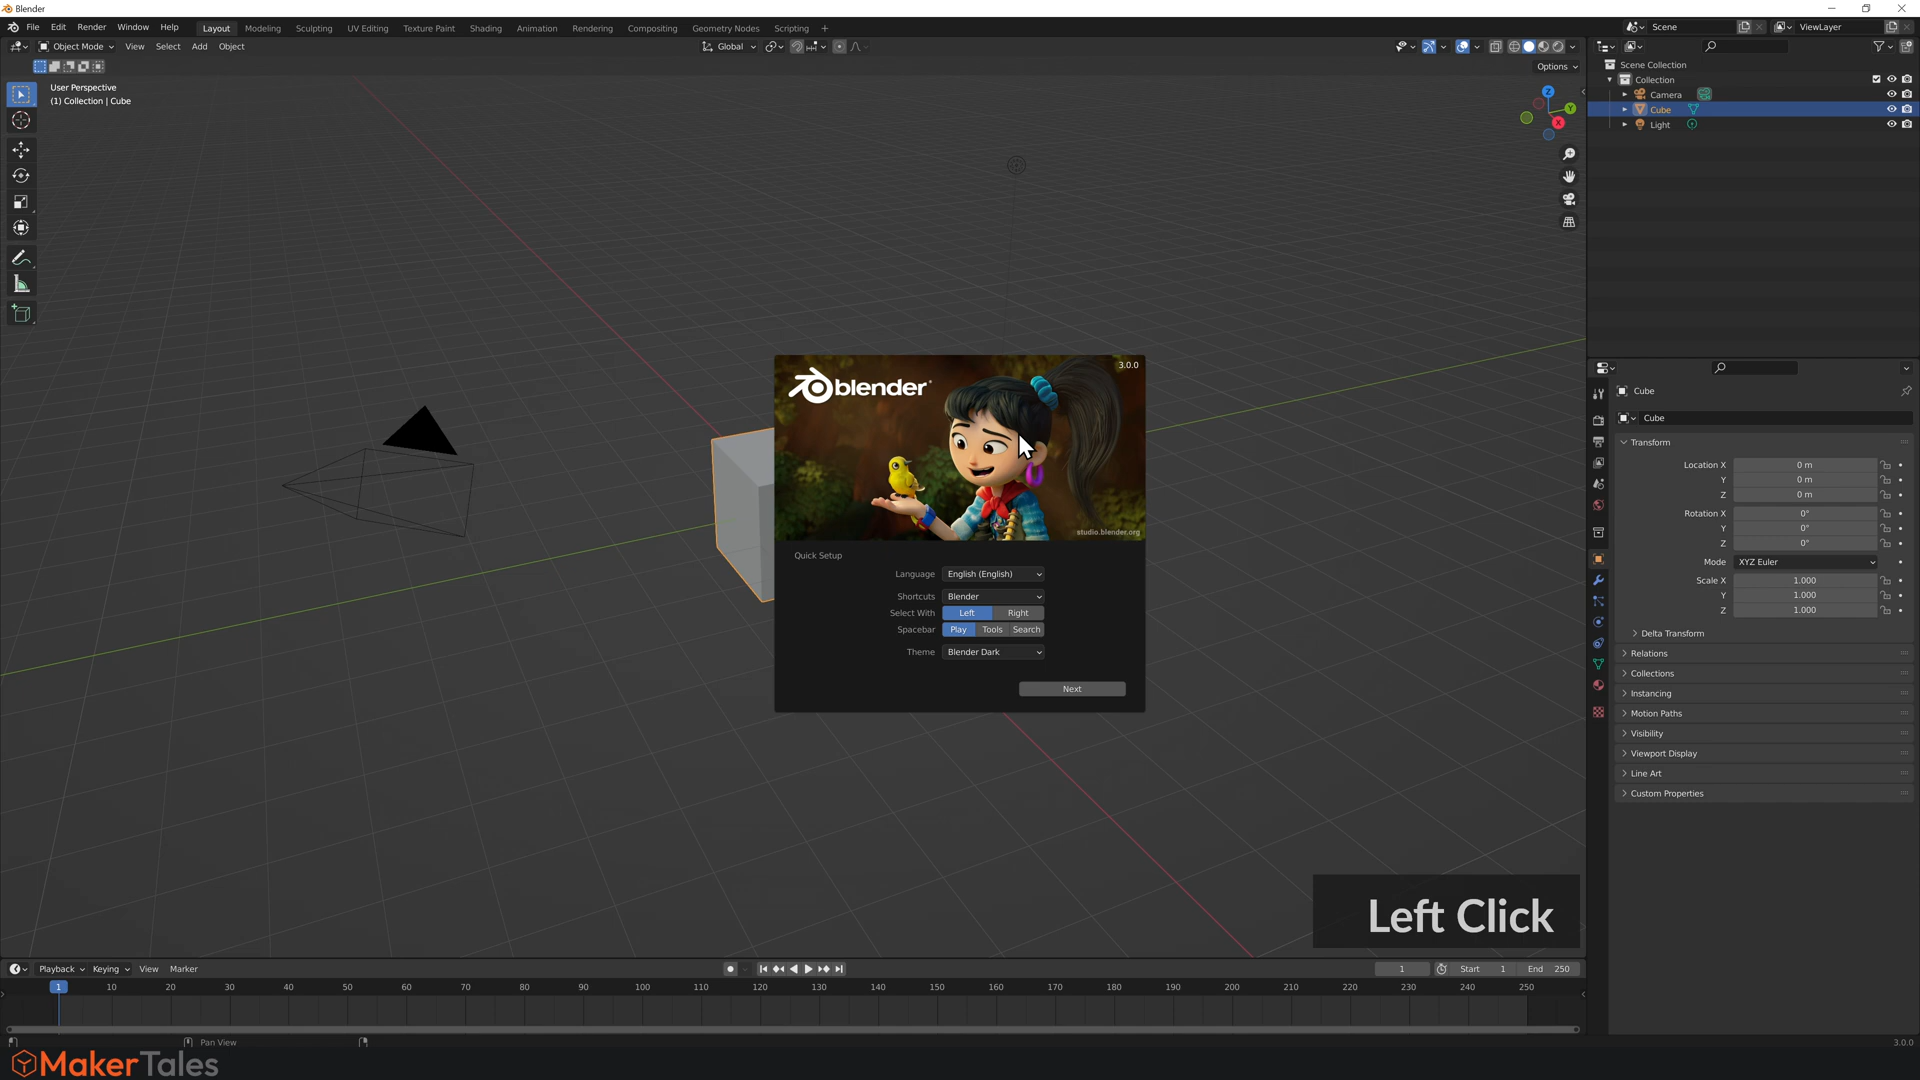 Blender
File Edit Render Window Help Layout Modeling Sculpting UV Editing Texture Paint Shading Animation Rendering Compositing Geometry Nodes Scripting + Scene ViewLayer
Object Mode View Select Add Object Global
Options
User Perspective
(1) Collection | Cube
Z
Y
X
Scene Collection
Collection
Camera
Cube
Light
3.0.0
blender
studio.blender.org
Quick Setup
Language English (English)
Shortcuts Blender
Select With Left Right
Spacebar Play Tools Search
Theme Blender Dark
Next
Cube
Cube
Transform
Location X 0 m
Y 0 m
Z 0 m
Rotation X 0°
Y 0°
Z 0°
Mode XYZ Euler
Scale X 1.000
Y 1.000
Z 1.000
Delta Transform
Relations
Collections
Instancing
Motion Paths
Visibility
Viewport Display
Line Art
Custom Properties
Left Click
Playback Keying View Marker 1 Start 1 End 250
1 10 20 30 40 50 60 70 80 90 100 110 120 130 140 150 160 170 180 190 200 210 220 230 240 250
Pan View 3.0.0
MakerTales